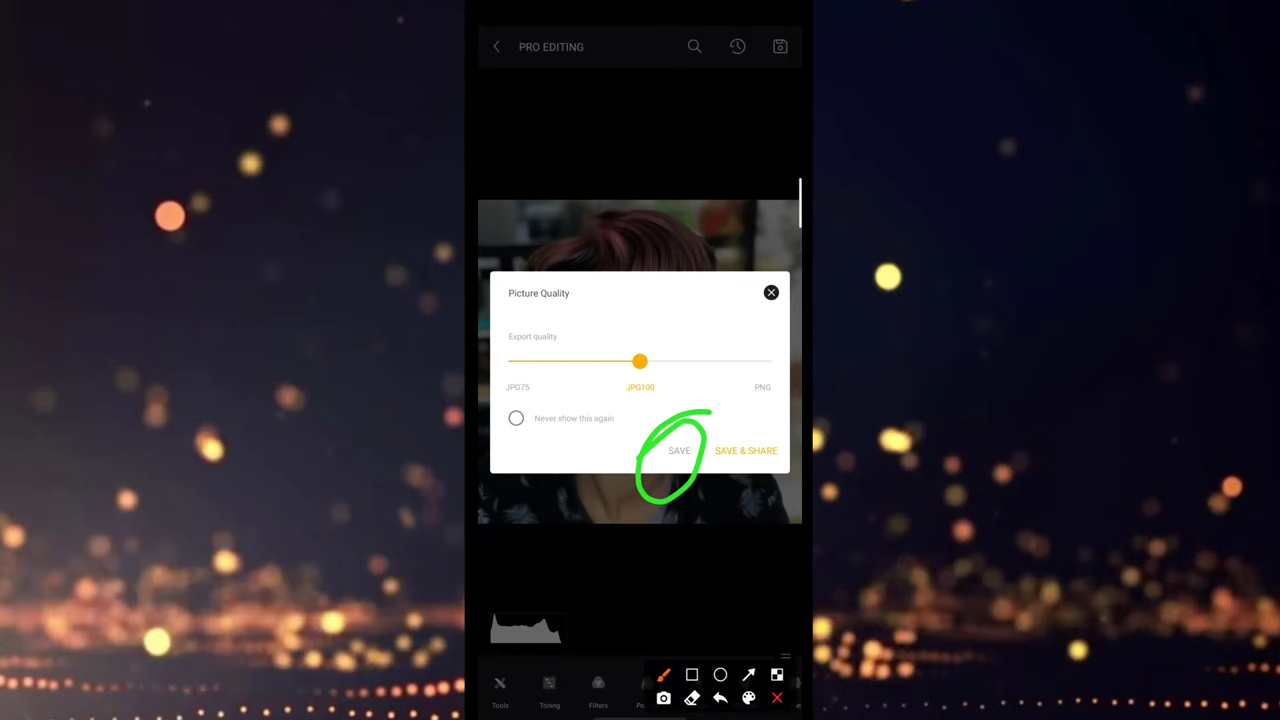 PRO EDITING
Picture Quality
Export quality
JPG75 JPG100 PNG
Never show this again
SAVE SAVE & SHARE
Tools Toning Filters